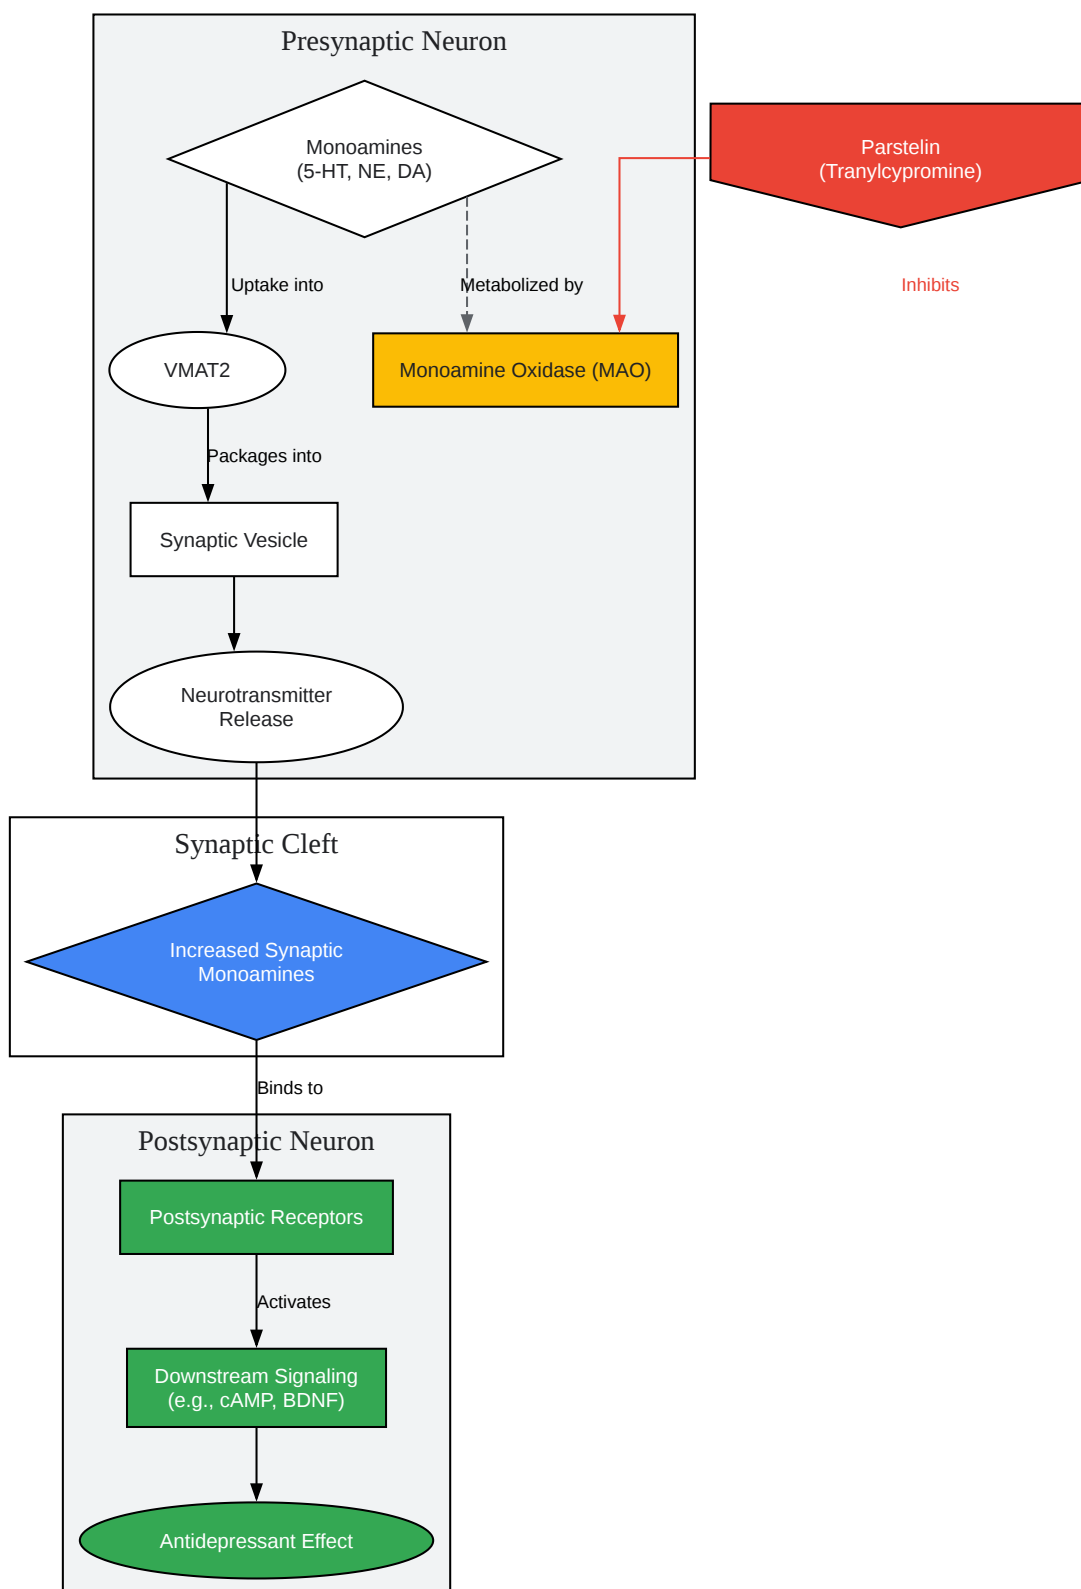 Presynaptic Neuron
Monoamines
(5-HT, NE, DA)
Parstelin
(Tranylcypromine)
Uptake into
Metabolized by
Inhibits
VMAT2
Monoamine Oxidase (MAO)
Packages into
Synaptic Vesicle
Neurotransmitter
Release
Synaptic Cleft
Increased Synaptic
Monoamines
Binds to
Postsynaptic Neuron
Postsynaptic Receptors
Activates
Downstream Signaling
(e.g., cAMP, BDNF)
Antidepressant Effect